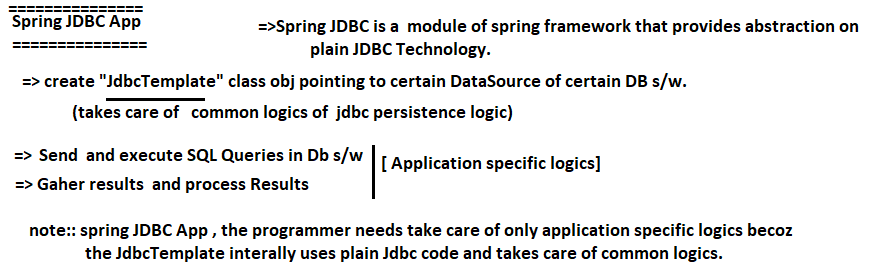 ===============
Spring JDBC App
===============
=>Spring JDBC is a module of spring framework that provides abstraction on
plain JDBC Technology.
=> create "JdbcTemplate" class obj pointing to certain DataSource of certain DB s/w.
(takes care of common logics of jdbc persistence logic)
=> Send and execute SQL Queries in Db s/w
=> Gaher results and process Results
[ Application specific logics]
note:: spring JDBC App , the programmer needs take care of only application specific logics becoz
the JdbcTemplate interally uses plain Jdbc code and takes care of common logics.